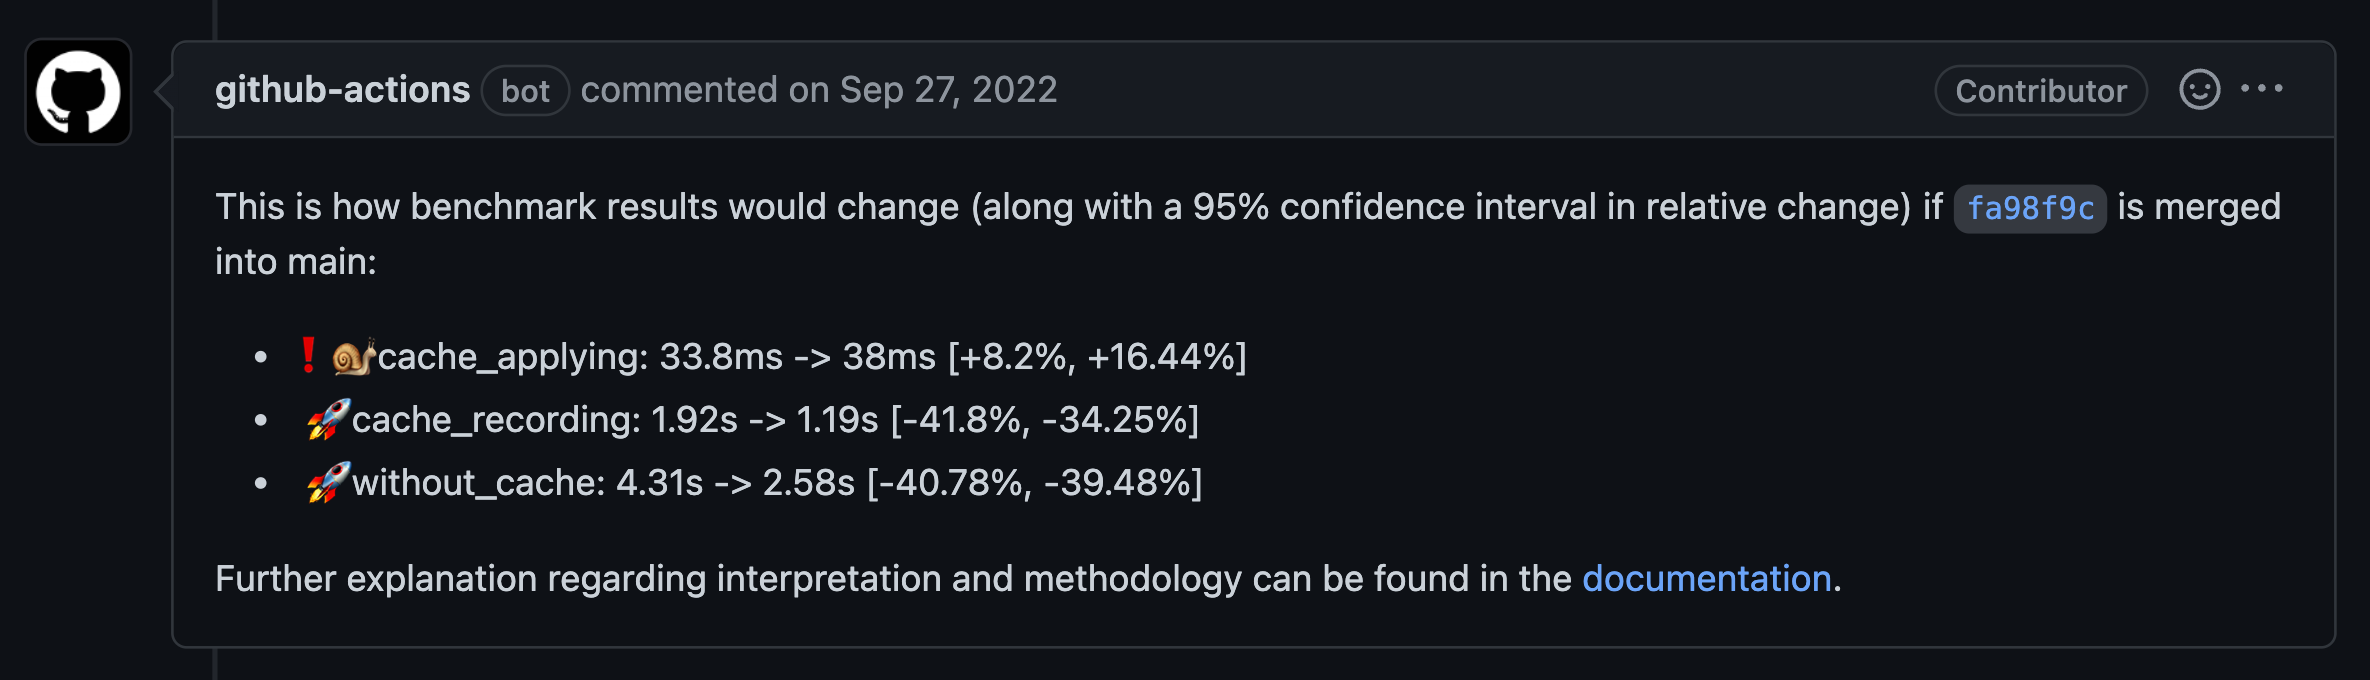 github-actions bot commented on Sep 27, 2022 Contributor
This is how benchmark results would change (along with a 95% confidence interval in relative change) if fa98f9c is merged
into main:
• ❗🐌cache_applying: 33.8ms -> 38ms [+8.2%, +16.44%]
• 🚀cache_recording: 1.92s -> 1.19s [-41.8%, -34.25%]
• 🚀without_cache: 4.31s -> 2.58s [-40.78%, -39.48%]
Further explanation regarding interpretation and methodology can be found in the documentation.